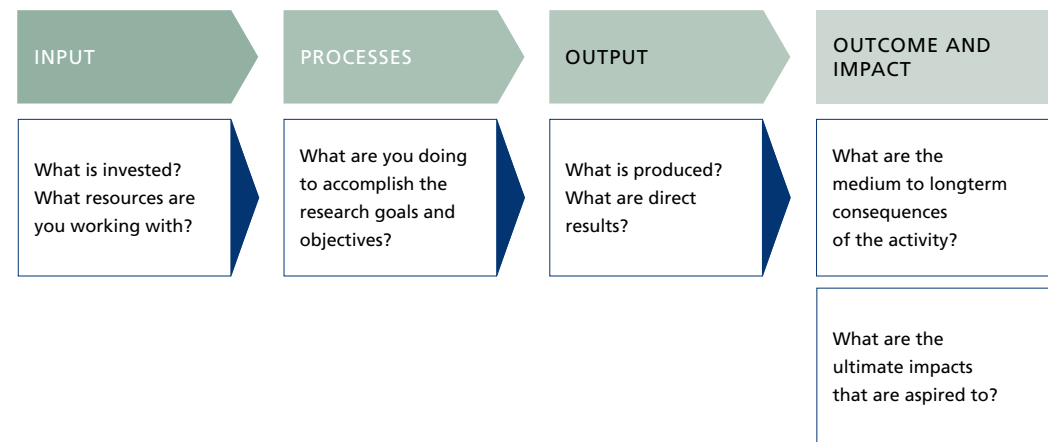 INPUT
PROCESSES
OUTPUT
OUTCOME AND
IMPACT
What is invested?
What resources are
you working with?
What are you doing
to accomplish the
research goals and
objectives?
What is produced?
What are direct
results?
What are the
medium to longterm
consequences
of the activity?
What are the
ultimate impacts
that are aspired to?